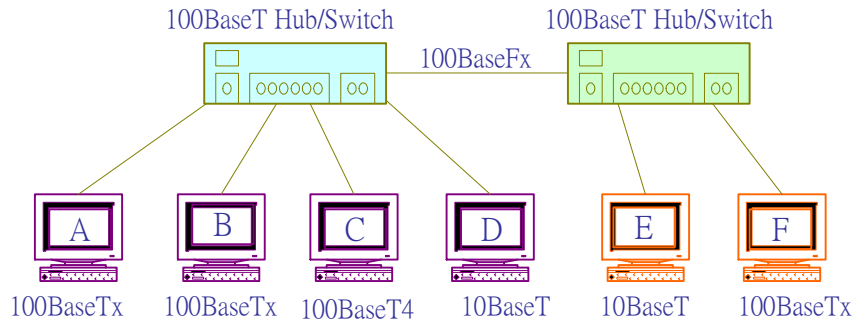 100BaseT Hub/Switch
100BaseT Hub/Switch
100BaseFx
A
B
C
D
E
F
100BaseTx
100BaseTx
100BaseT4
10BaseT
10BaseT
100BaseTx